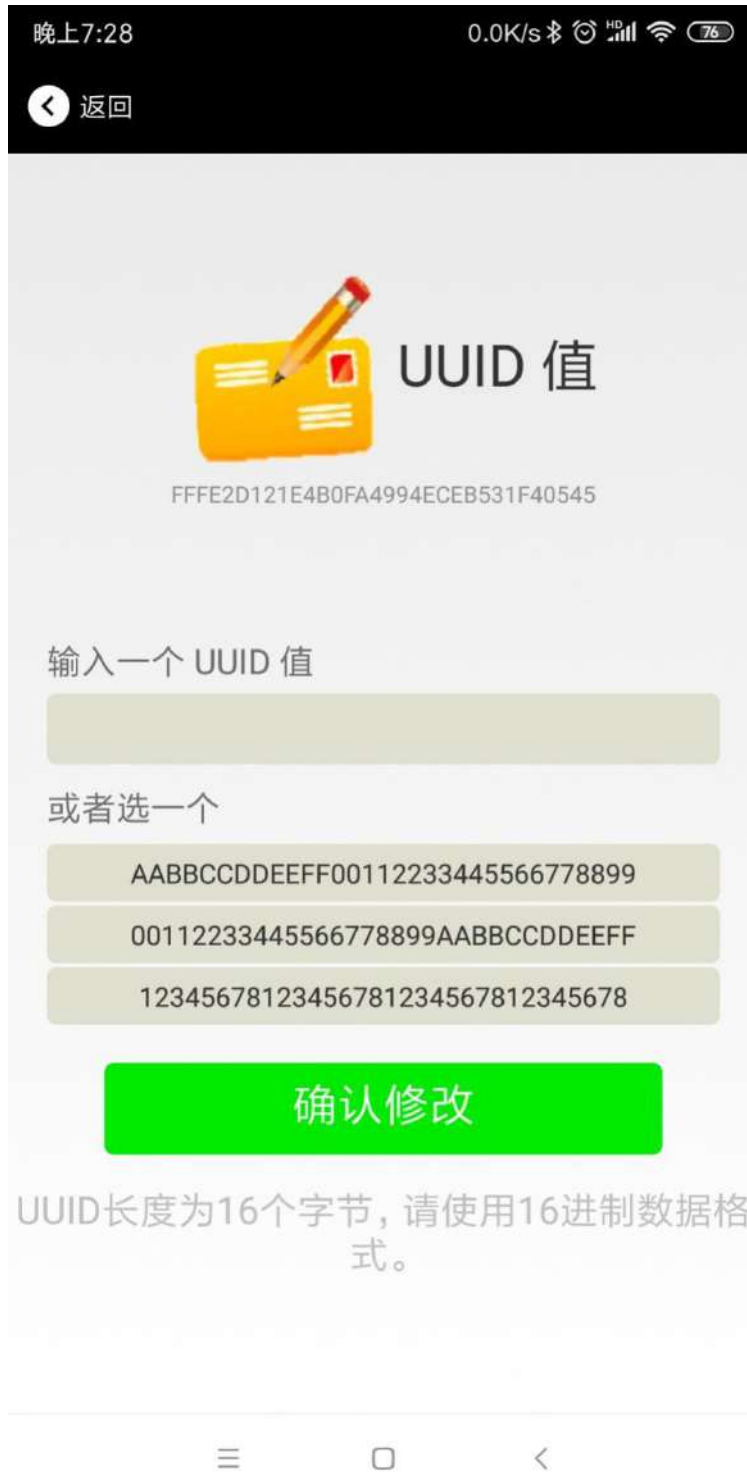 晚上7:28
0.0K/s
HD
76
返回
UUID 值
FFFE2D121E4B0FA4994ECEB531F40545
输入一个 UUID 值
或者选一个
AABBCCDDEEFF00112233445566778899
00112233445566778899AABBCCDDEEFF
12345678123456781234567812345678
确认修改
UUID长度为16个字节，请使用16进制数据格
式。